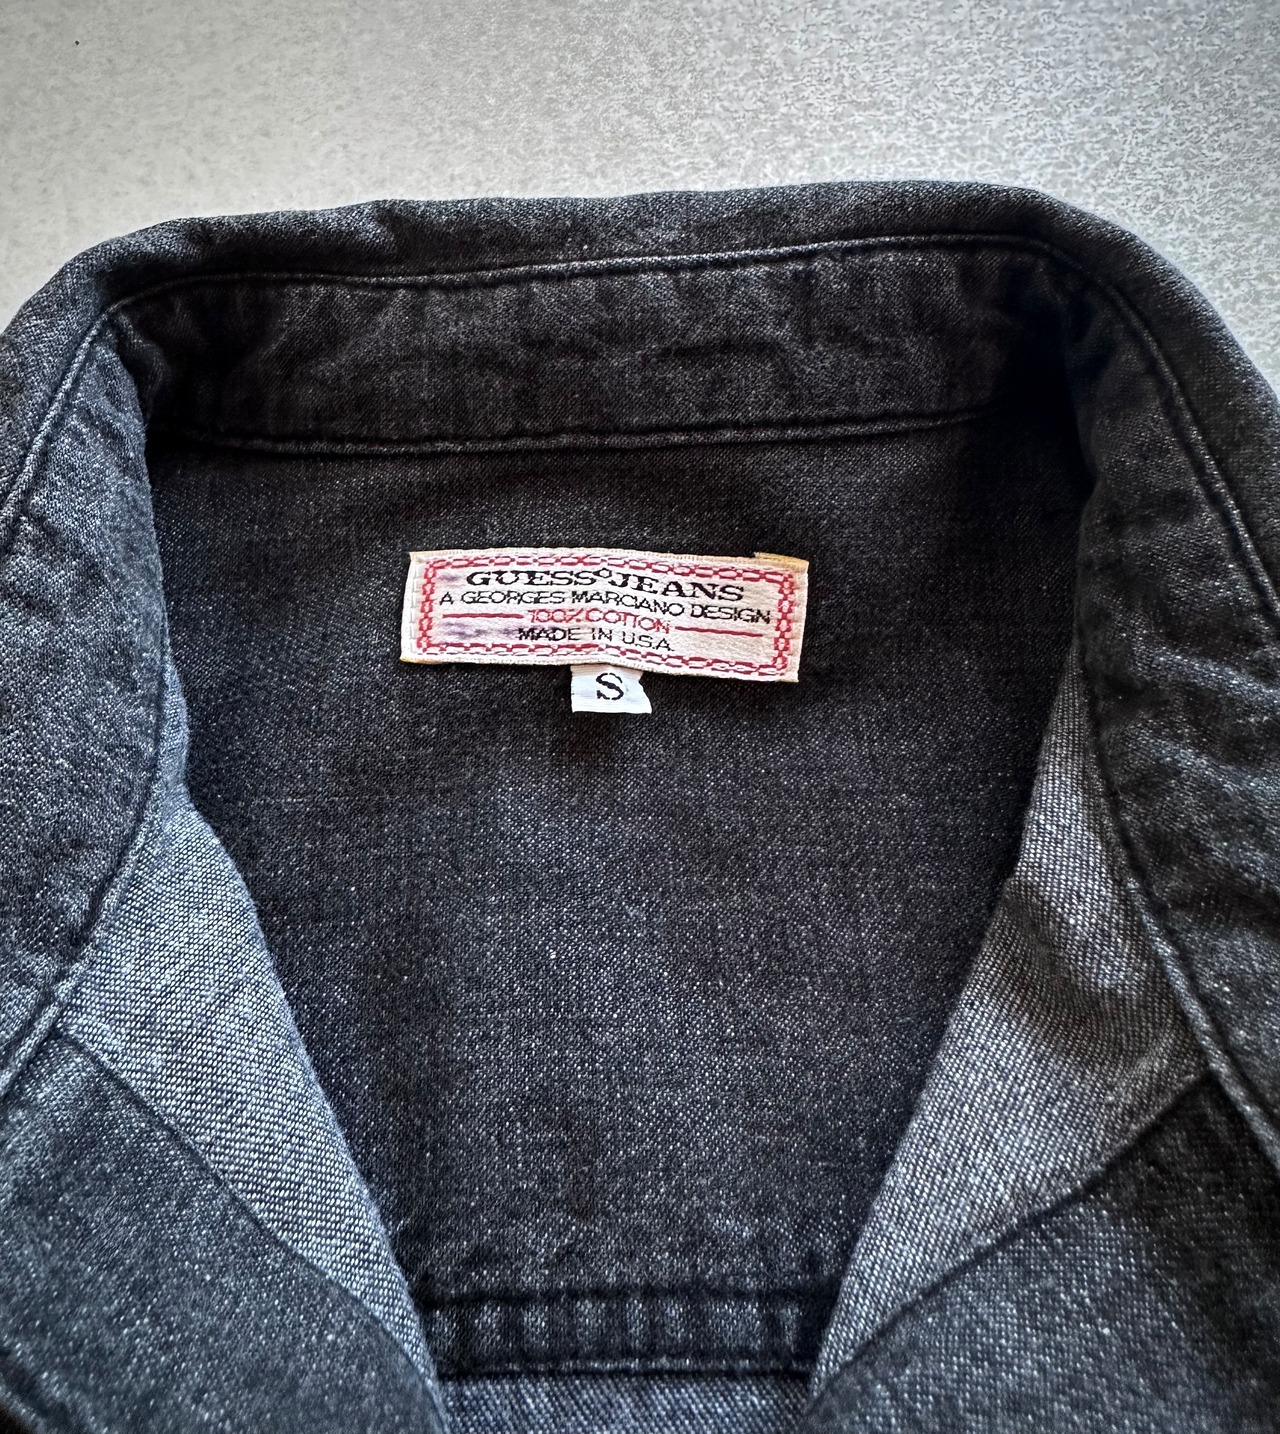 GUESS◇JEANS
A GEORGES MARCIANO DESIGN
100% COTTON
MADE IN U.S.A
S